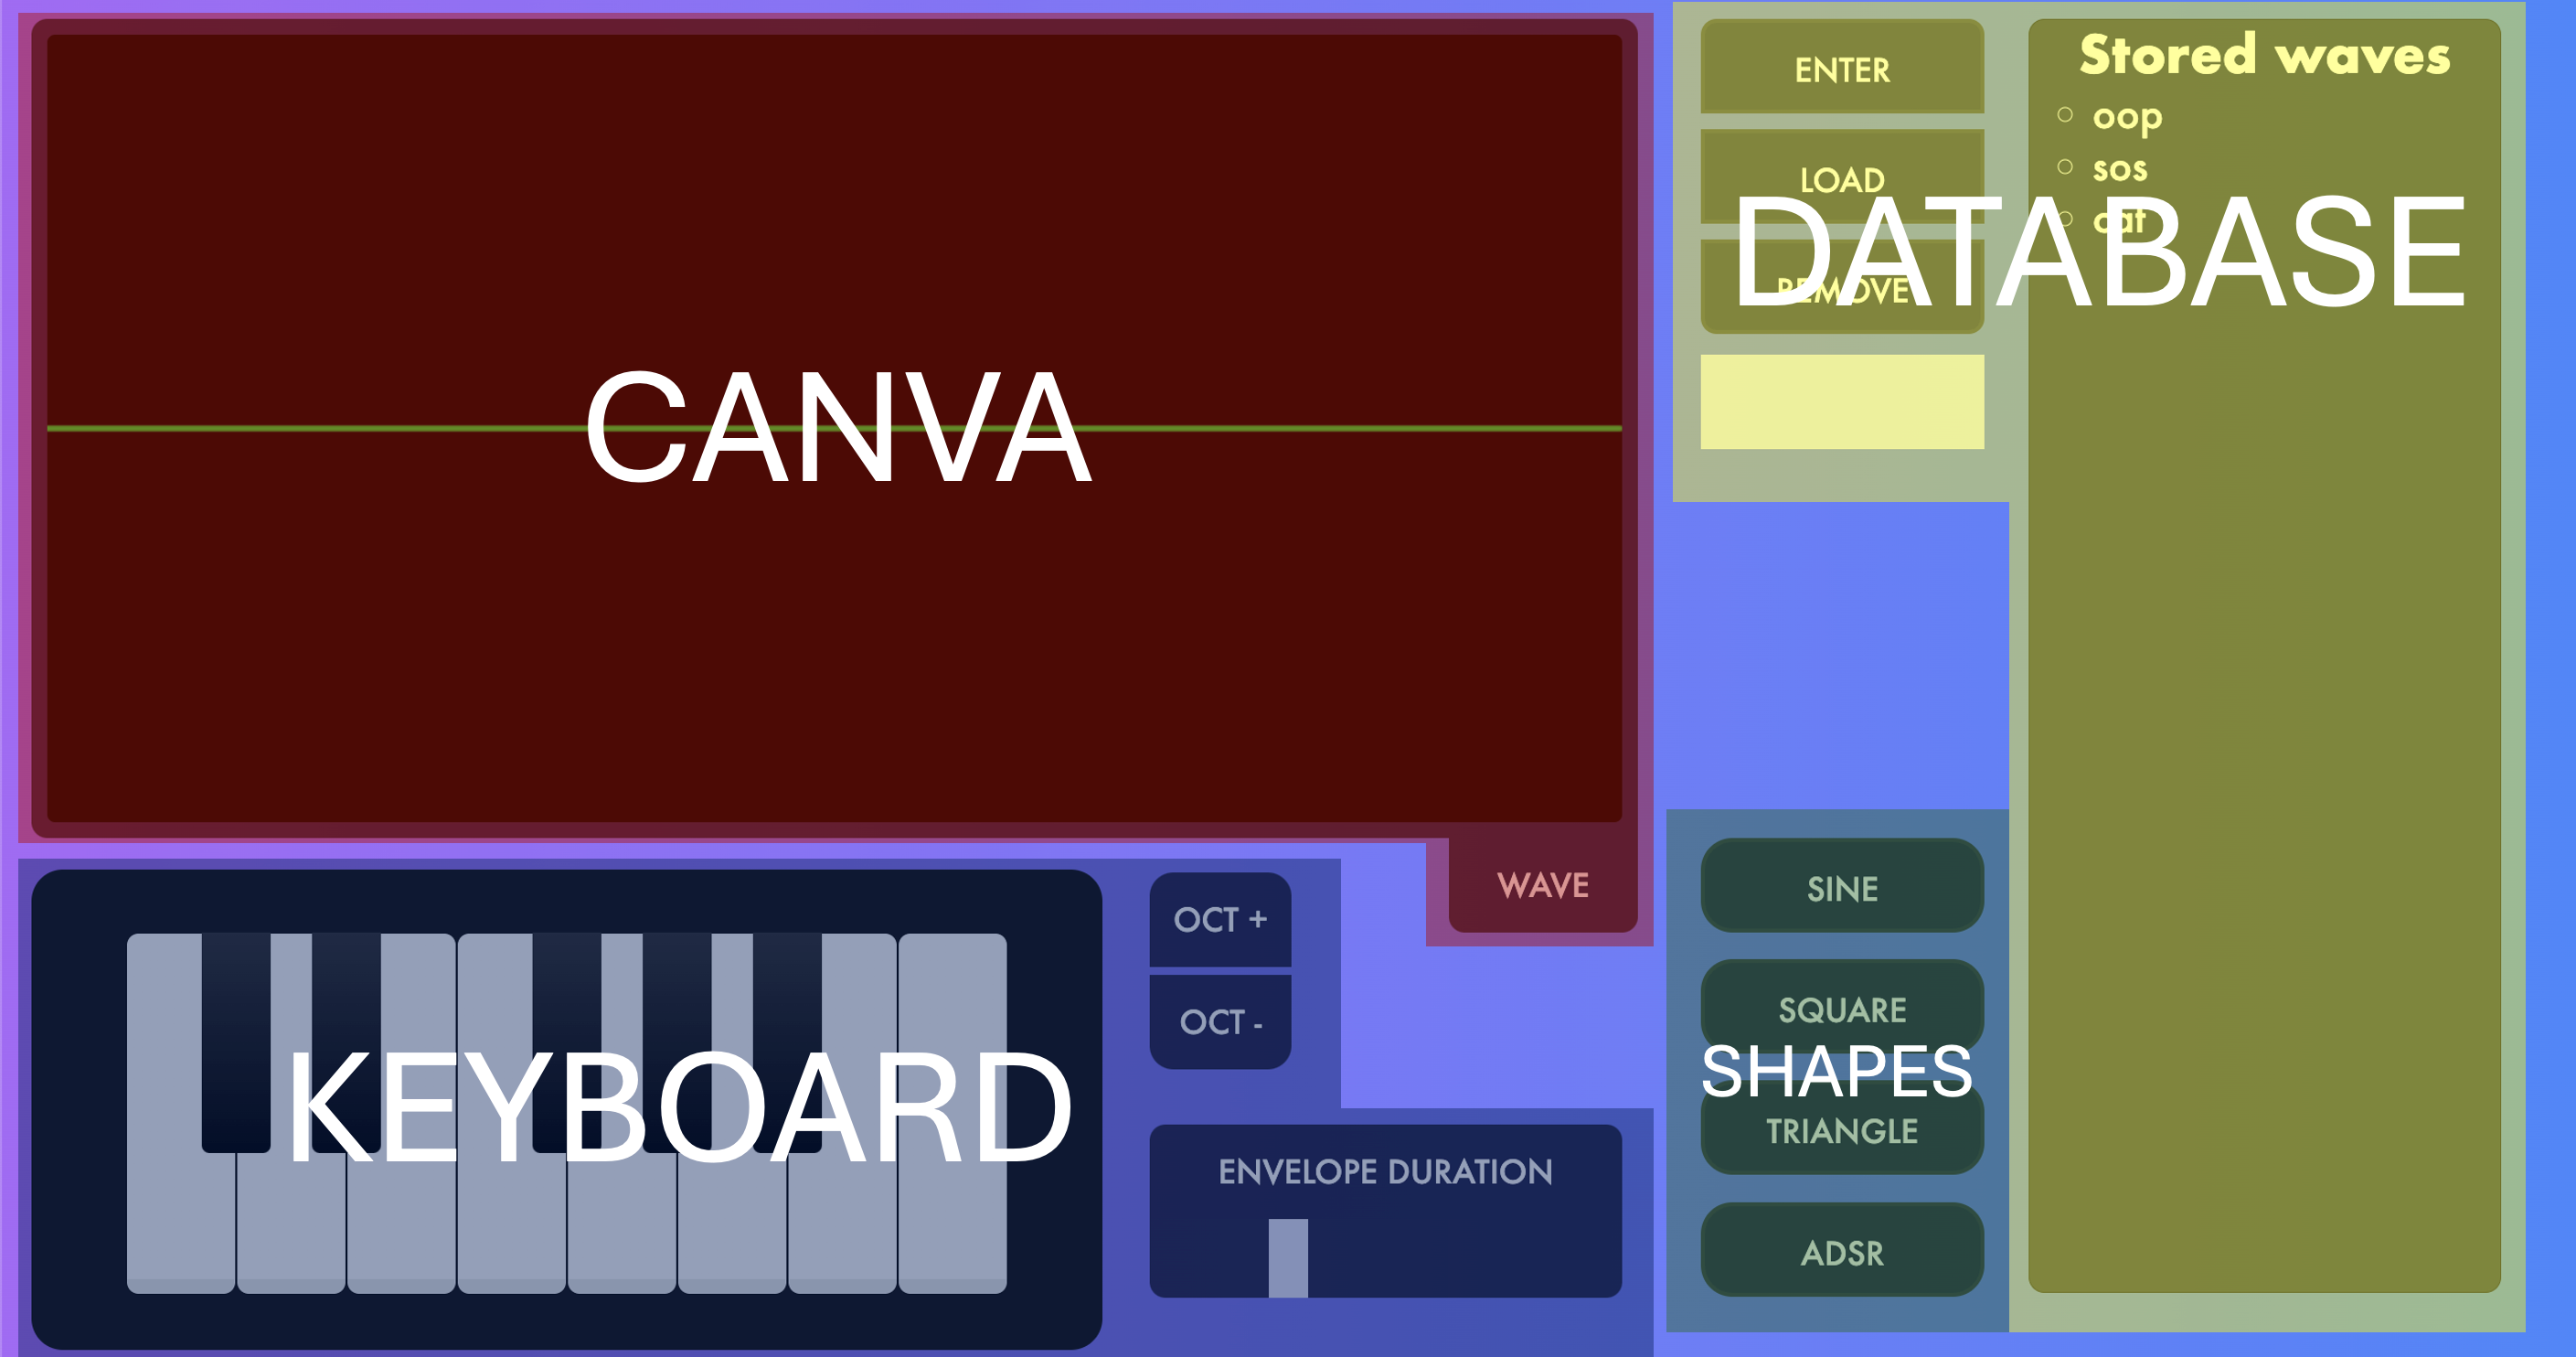 CANVA
WAVE
ENTER
LOAD
REMOVE
DATABASE
Stored waves
oop
sos
cat
KEYBOARD
OCT +
OCT -
ENVELOPE DURATION
SINE
SQUARE
SHAPES
TRIANGLE
ADSR